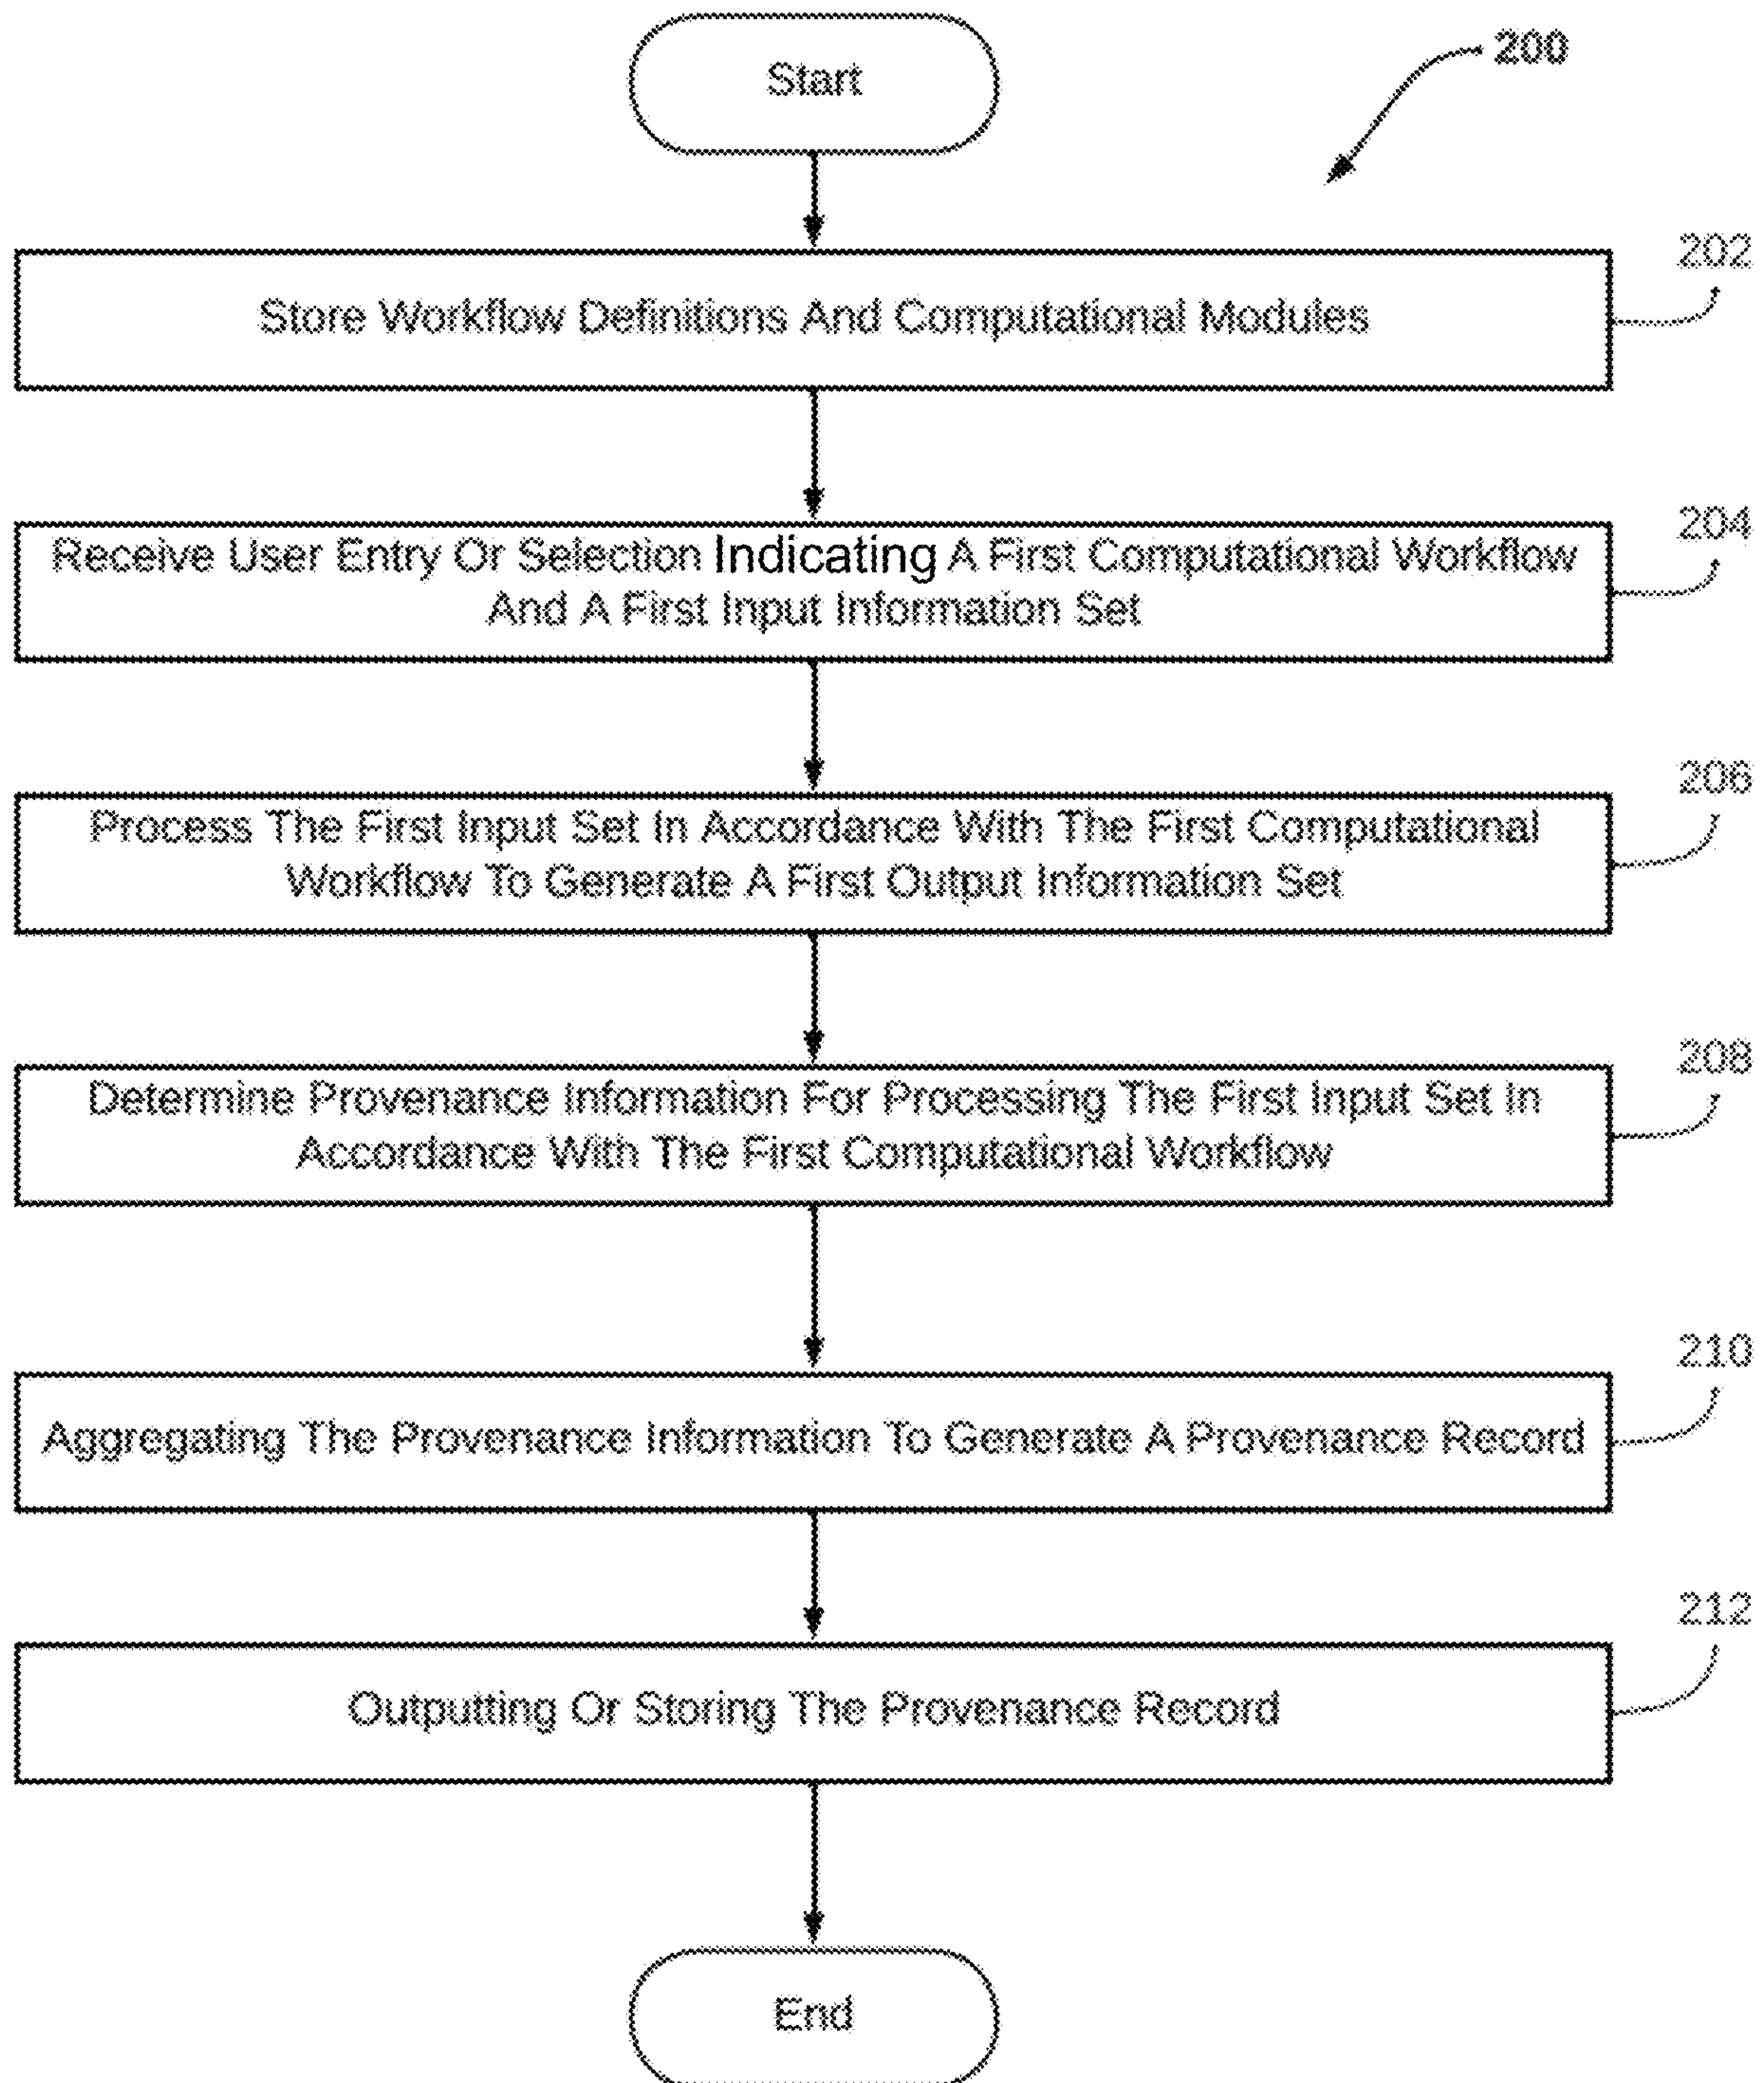 Start
200
202
Store Workflow Definitions And Computational Modules
204
Receive User Entry Or Selection Indicating A First Computational Workflow
And A First Input Information Set
206
Process The First Input Set In Accordance With The First Computational
Workflow To Generate A First Output Information Set
208
Determine Provenance Information For Processing The First Input Set In
Accordance With The First Computational Workflow
210
Aggregating The Provenance Information To Generate A Provenance Record
212
Outputting Or Storing The Provenance Record
End